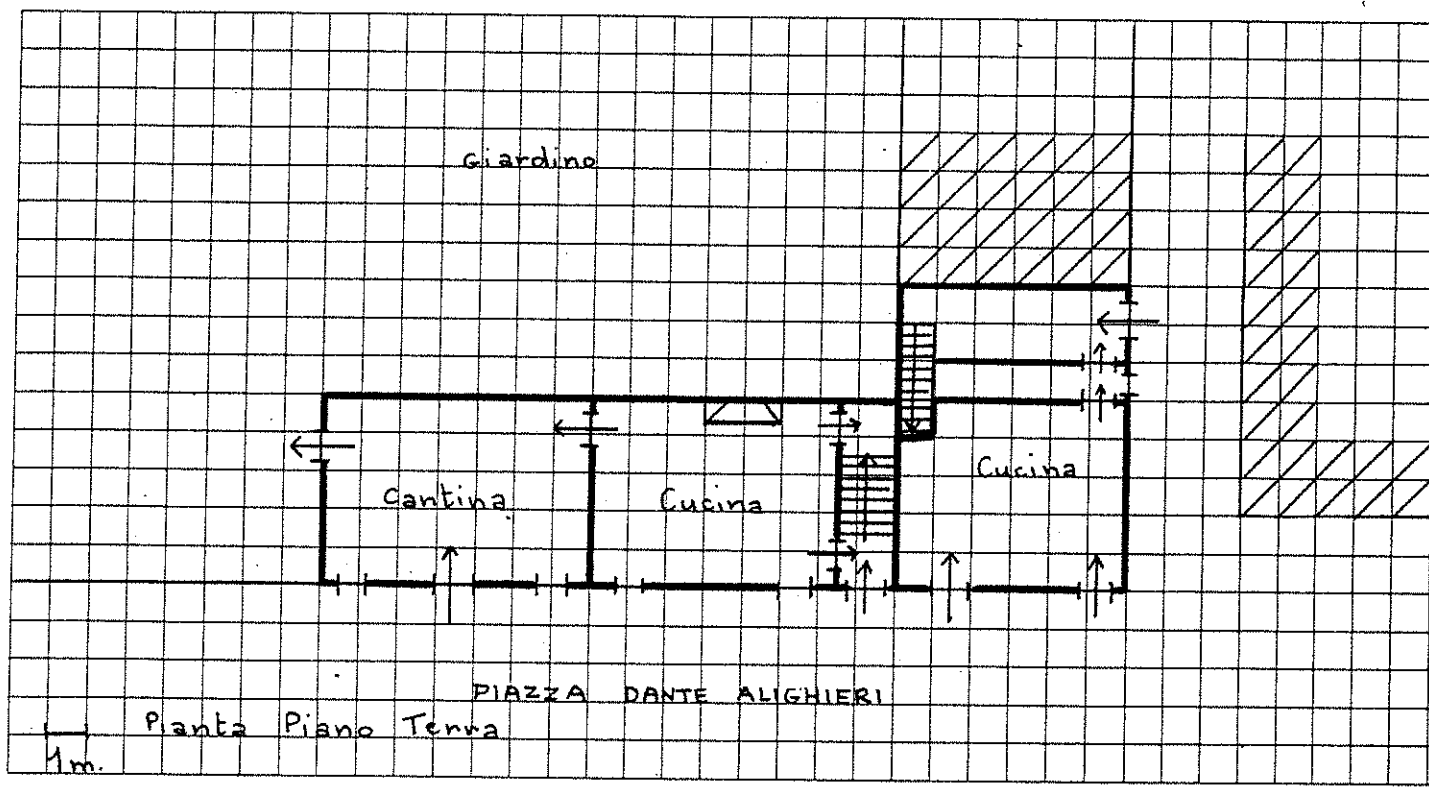 Giardino
Cantina
Cucina
Cucina
PIAZZA DANTE ALIGHIERI
Pianta Piano Terra
1m.